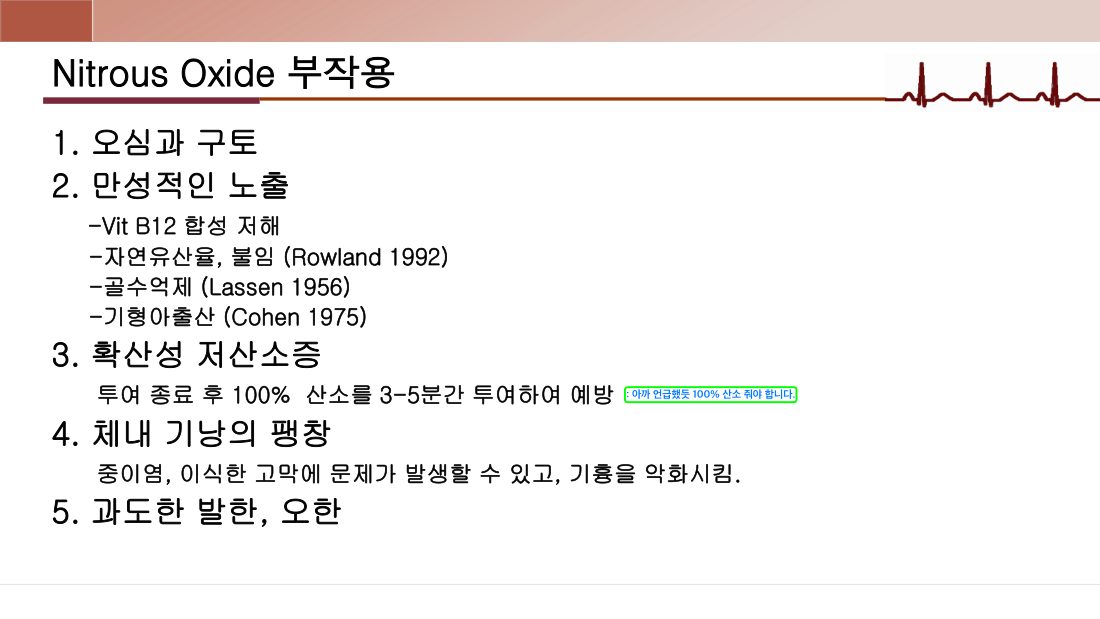 Nitrous Oxide 부작용
1. 오심과 구토
2. 만성적인 노출
-Vit B12 합성 저해
-자연유산율, 불임 (Rowland 1992)
-골수억제 (Lassen 1956)
-기형아출산 (Cohen 1975)
3. 확산성 저산소증
투여 종료 후 100% 산소를 3-5분간 투여하여 예방 : 아까 언급했듯 100% 산소 줘야 합니다.
4. 체내 기낭의 팽창
중이염, 이식한 고막에 문제가 발생할 수 있고, 기흉을 악화시킴.
5. 과도한 발한, 오한